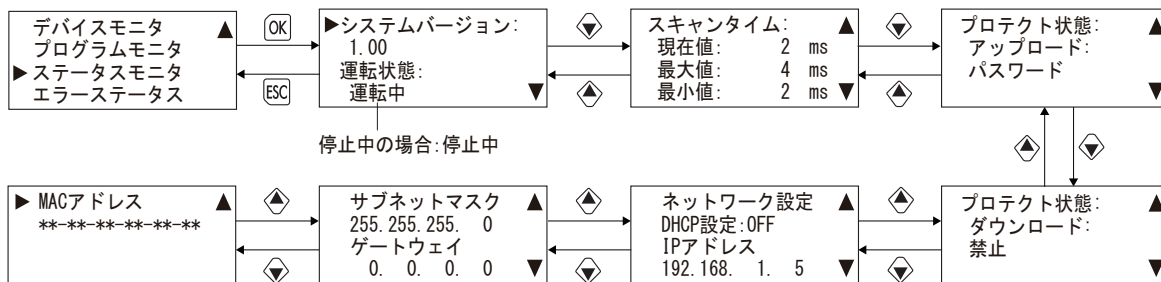 デバイスモニタ
プログラムモニタ
ステータスモニタ
エラーステータス
OK
ESC
システムバージョン:
1.00
運転状態:
運転中
停止中の場合:停止中
スキャンタイム:
現在値: 2 ms
最大値: 4 ms
最小値: 2 ms
プロテクト状態:
アップロード:
パスワード
プロテクト状態:
ダウンロード:
禁止
ネットワーク設定
DHCP設定:OFF
IPアドレス
192.168. 1. 5
サブネットマスク
255.255.255. 0
ゲートウェイ
0. 0. 0. 0
MACアドレス
**-**-**-**-**-**